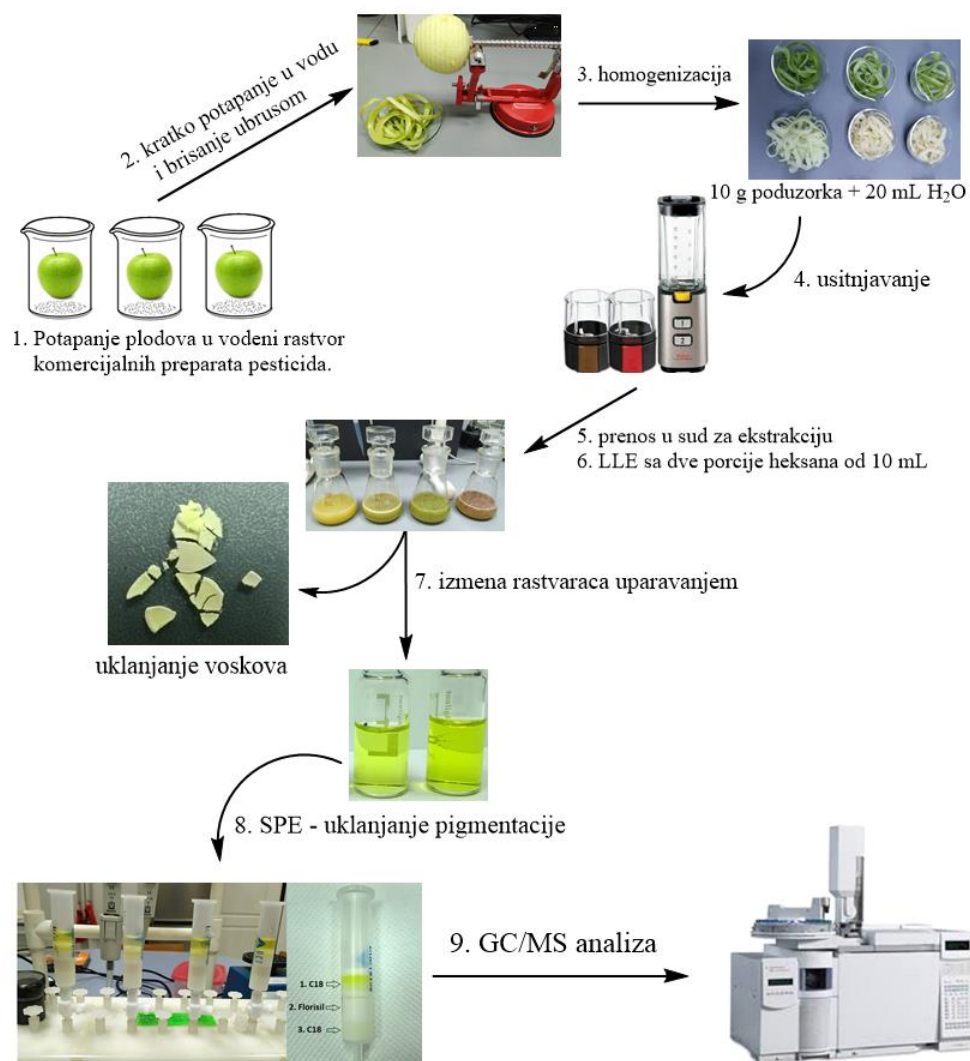 2. kratko potapanje u vodu
i brisanje ubrusom
3. homogenizacija
10 g poduzorka + 20 mL H₂O
1. Potapanje plodova u vodeni rastvor
komercijalnih preparata pesticida.
4. usitnjavanje
1
2
5. prenos u sud za ekstrakciju
6. LLE sa dve porcije heksana od 10 mL
7. izmena rastvaraca uparavanjem
uklanjanje voskova
8. SPE - uklanjanje pigmentacije
1. C18
2. Florisil
3. C18
9. GC/MS analiza